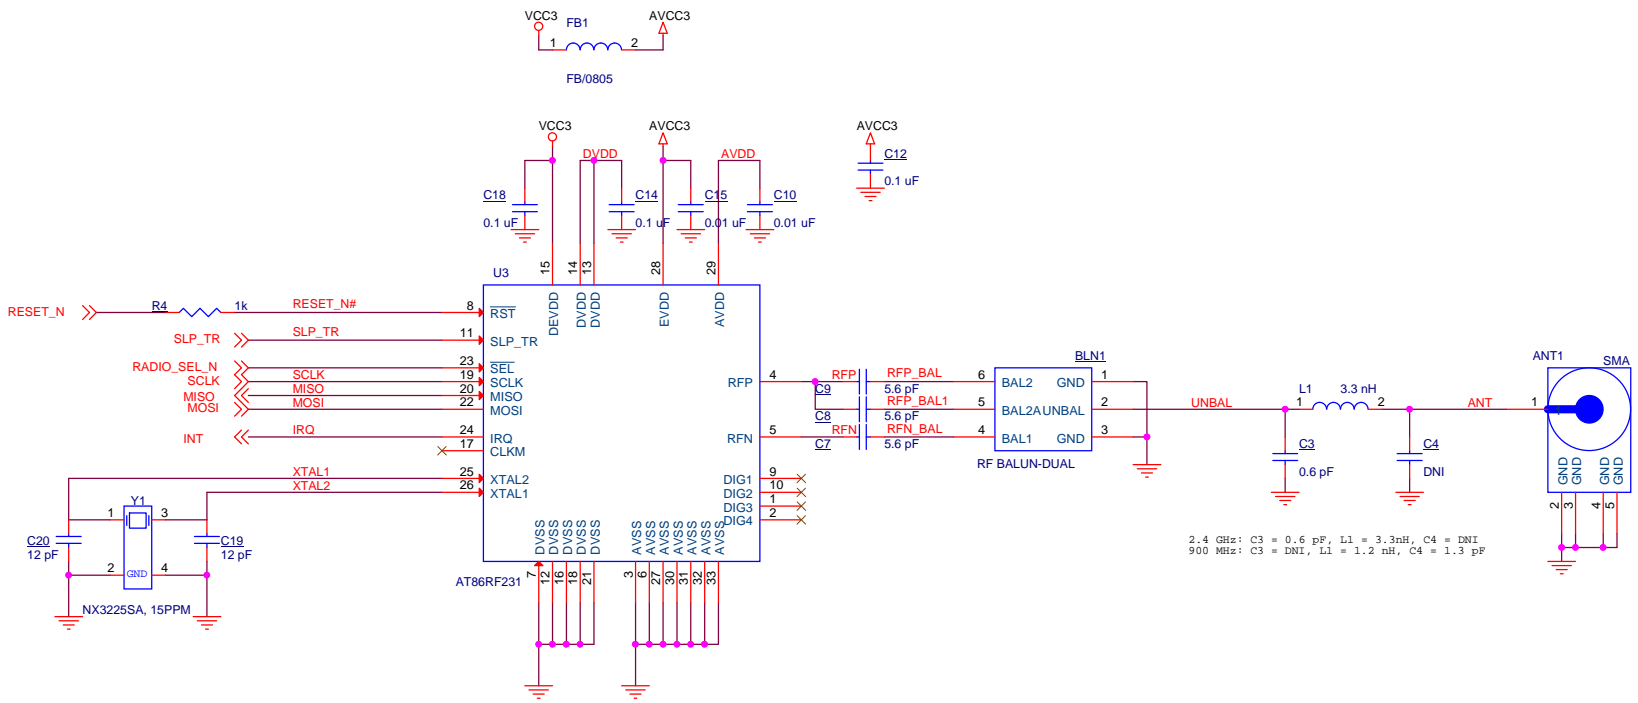 VCC3 FB1 AVCC3
1 2
FB/0805
VCC3 AVCC3 AVCC3
DVDD AVDD
C12
0.1 uF
C18 C14 C15 C10
0.1 uF 0.1 uF 0.01 uF 0.01 uF
15 14 13 28 29
U3
DEVDD DVDD DVDD EVDD AVDD
RESET_N R4 1k RESET_N# 8 RST
SLP_TR SLP_TR 11 SLP_TR
RADIO_SEL_N 23 SEL
SCLK SCLK 19 SCLK
MISO MISO 20 MISO
MOSI MOSI 22 MOSI
INT IRQ 24 IRQ
17 CLKM
XTAL1 25 XTAL2
XTAL2 26 XTAL1
RFP 4 RFP C9 RFP_BAL 5.6 pF 6 BAL2 GND 1
C8 RFP_BAL1 5.6 pF 5 BAL2A UNBAL 2
RFN 5 RFN C7 RFN_BAL 5.6 pF 4 BAL1 GND 3
BLN1
RF BALUN-DUAL
UNBAL
L1 3.3 nH
1 2
ANT
C3
0.6 pF
C4
DNI
ANT1
SMA
1
GND GND GND GND
2 3 4 5
DIG1 9
DIG2 10
DIG3 1
DIG4 2
Y1
1 3
C20
12 pF
C19
12 pF
2 GND 4
NX3225SA, 15PPM
DVSS DVSS DVSS DVSS DVSS AVSS AVSS AVSS AVSS AVSS AVSS AVSS
AT86RF231
7 12 16 18 21 3 6 27 30 31 32 33
2.4 GHz: C3 = 0.6 pF, L1 = 3.3nH, C4 = DNI
900 MHz: C3 = DNI, L1 = 1.2 nH, C4 = 1.3 pF